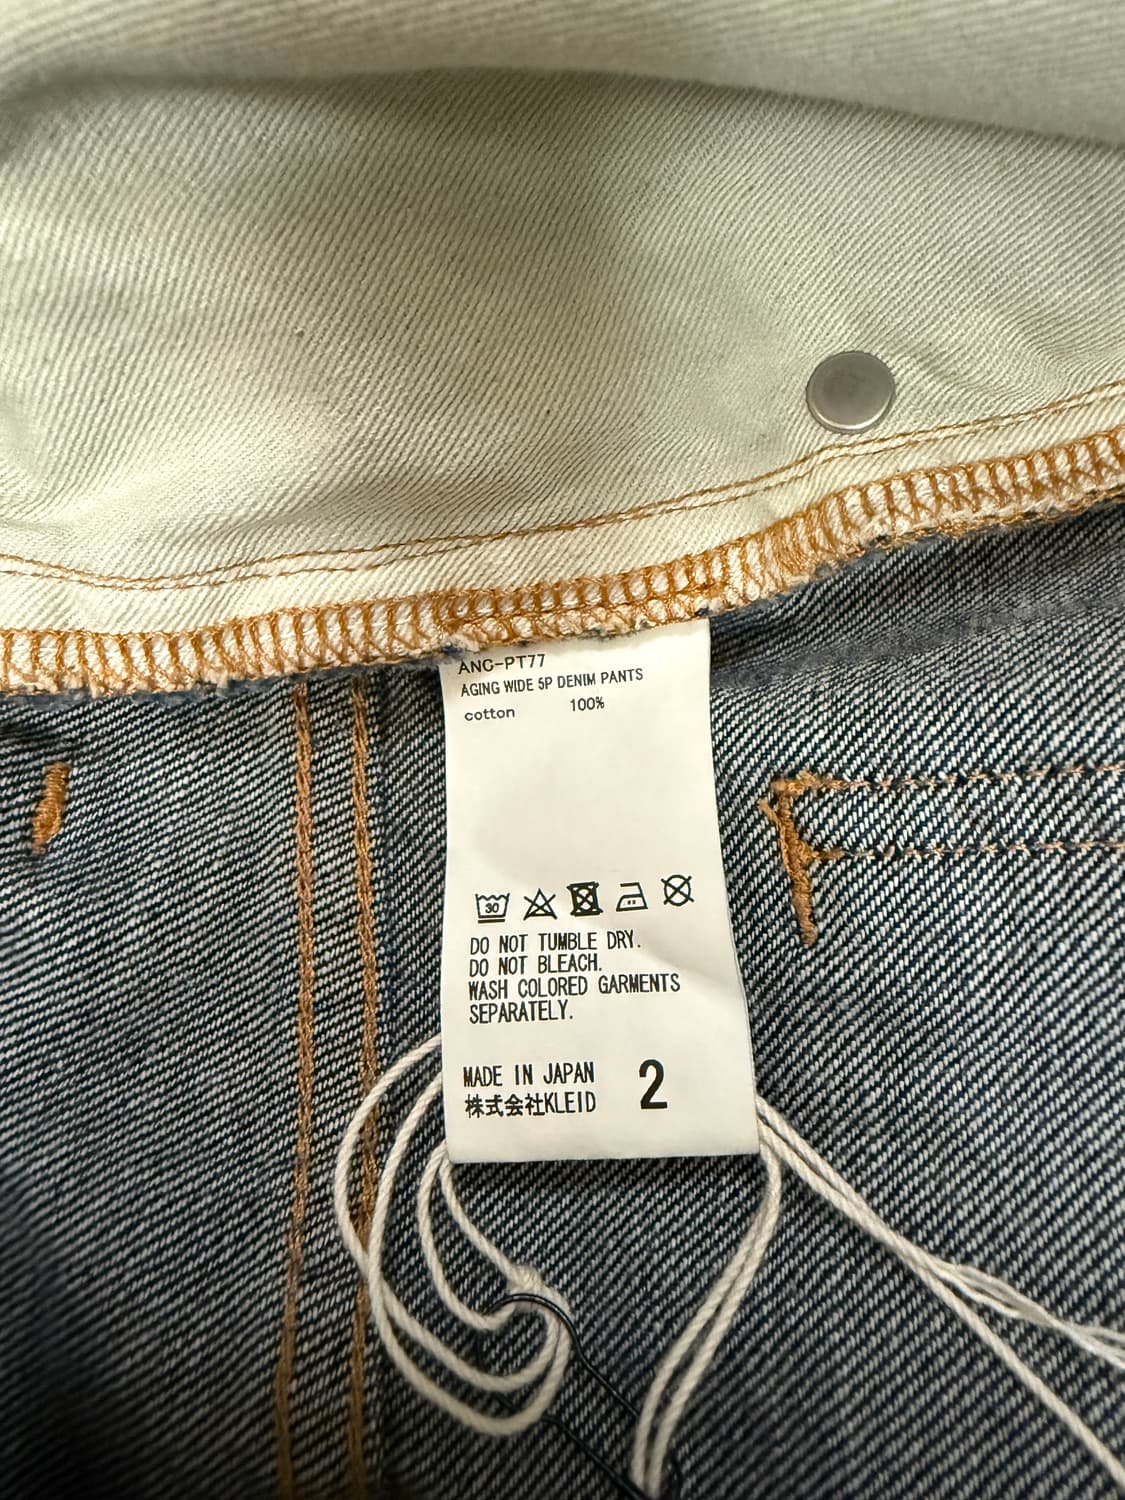 ANC-PT77
AGING WIDE 5P DENIM PANTS
cotton 100%
30
DO NOT TUMBLE DRY.
DO NOT BLEACH.
WASH COLORED GARMENTS
SEPARATELY.
MADE IN JAPAN
株式会社KLEID
2